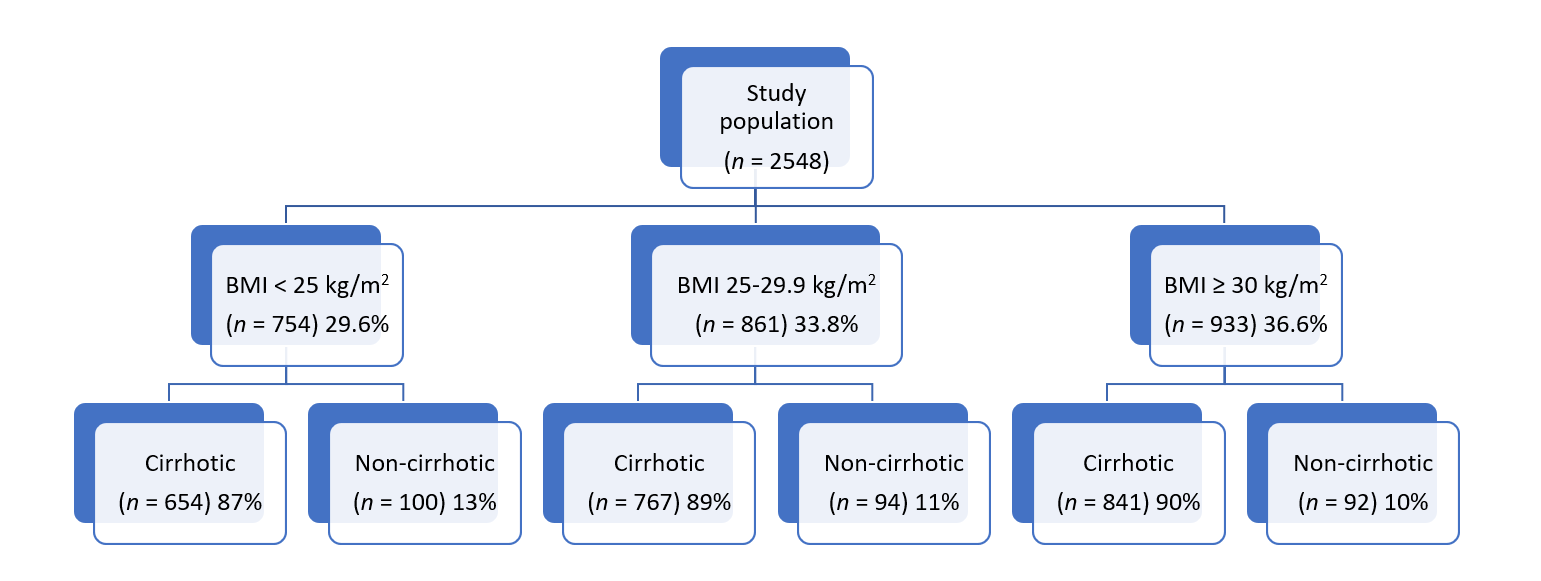 Study
population
(n = 2548)
BMI < 25 kg/m²
(n = 754) 29.6%
BMI 25-29.9 kg/m²
(n = 861) 33.8%
BMI ≥ 30 kg/m²
(n = 933) 36.6%
Cirrhotic
(n = 654) 87%
Non-cirrhotic
(n = 100) 13%
Cirrhotic
(n = 767) 89%
Non-cirrhotic
(n = 94) 11%
Cirrhotic
(n = 841) 90%
Non-cirrhotic
(n = 92) 10%